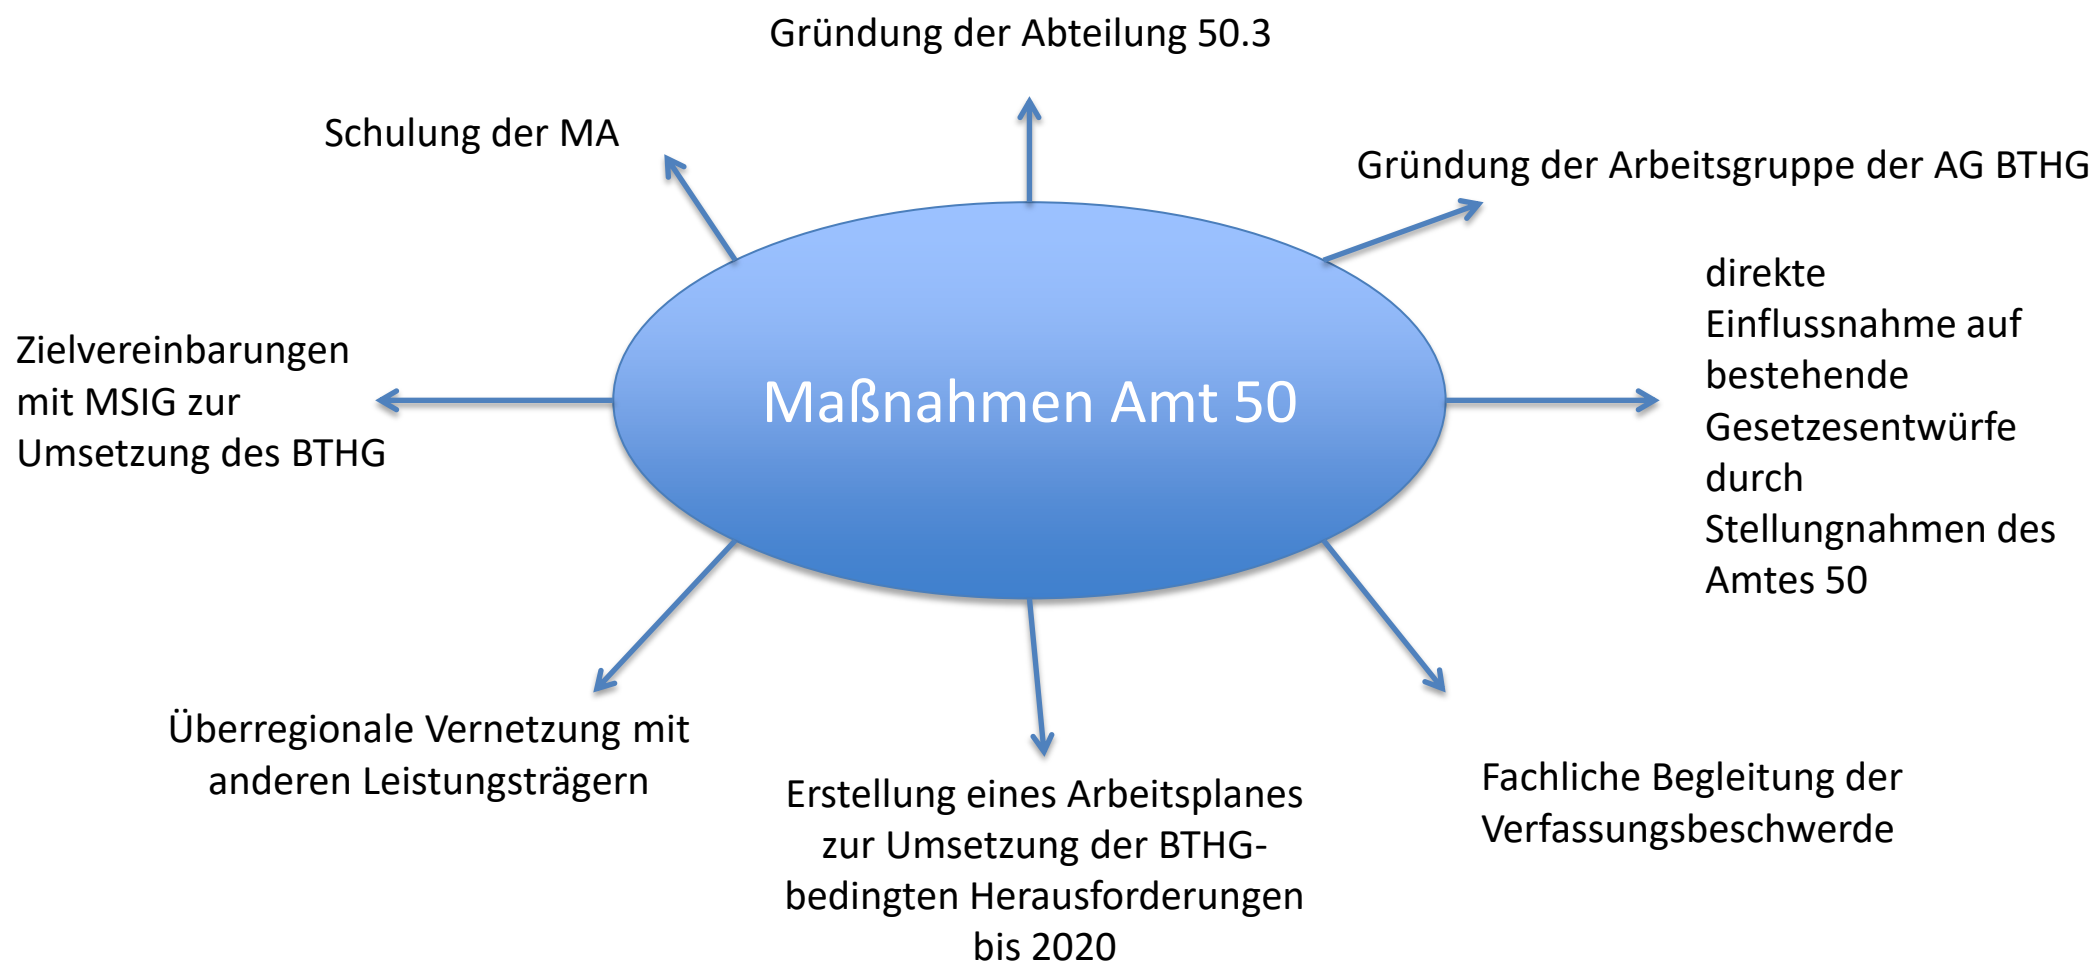 Gründung der Abteilung 50.3
Schulung der MA
Gründung der Arbeitsgruppe der AG BTHG
direkte
Einflussnahme auf
bestehende
Gesetzesentwürfe
durch
Stellungnahmen des
Amtes 50
Zielvereinbarungen
mit MSIG zur
Umsetzung des BTHG
Maßnahmen Amt 50
Überregionale Vernetzung mit
anderen Leistungsträgern
Erstellung eines Arbeitsplanes
zur Umsetzung der BTHG-
bedingten Herausforderungen
bis 2020
Fachliche Begleitung der
Verfassungsbeschwerde